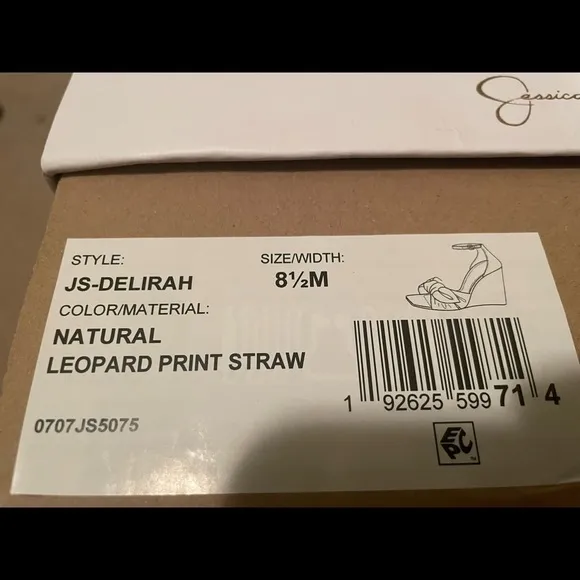 Jessica
STYLE: SIZE/WIDTH:
JS-DELIRAH 8½M
COLOR/MATERIAL:
NATURAL
LEOPARD PRINT STRAW
1 92625 59971 4
0707JS5075
EPC